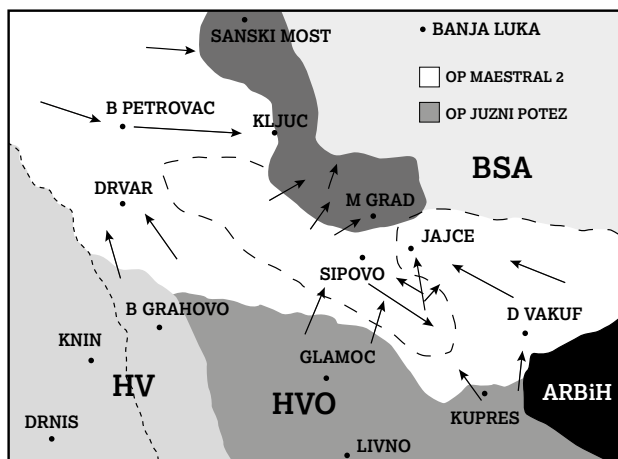 SANSKI MOST
BANJA LUKA
OP MAESTRAL 2
B PETROVAC
OP JUZNI POTEZ
KLJUC
BSA
DRVAR
M GRAD
JAJCE
SIPOVO
B GRAHOVO
D VAKUF
KNIN
GLAMOC
HV
ARBiH
HVO
KUPRES
DRNIS
LIVNO